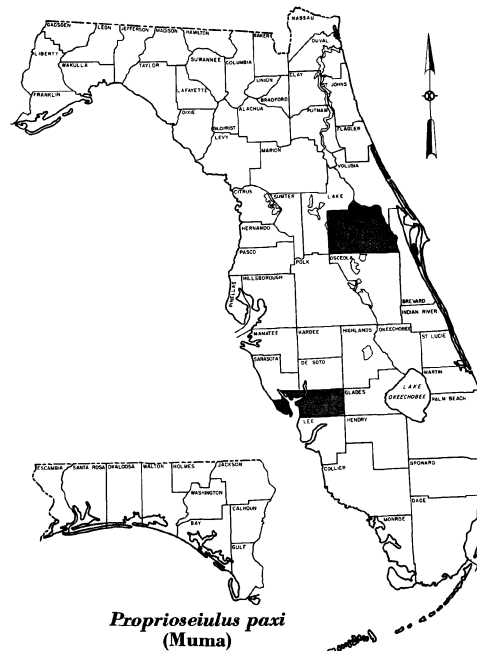 NASSAU
GADSDEN
LEON
JEFFERSON
MADISON
HAMILTON
BAKER
DUVAL
LIBERTY
WAKULLA
TAYLOR
SUWANNEE
COLUMBIA
UNION
CLAY
ST JOHNS
FRANKLIN
LAFAYETTE
BRADFORD
DIXIE
GILCHRIST
ALACHUA
PUTNAM
FLAGLER
LEVY
MARION
VOLUSIA
CITRUS
SUMTER
LAKE
HERNANDO
PASCO
OSCEOLA
POLK
PINELLAS
HILLSBOROUGH
BREVARD
INDIAN RIVER
MANATEE
HARDEE
HIGHLANDS
OKEECHOBEE
ST LUCIE
SARASOTA
DE SOTO
MARTIN
GLADES
LAKE
OKEECHOBEE
PALM BEACH
LEE
HENDRY
COLLIER
BROWARD
DADE
MONROE
ESCAMBIA
SANTA ROSA
OKALOOSA
WALTON
HOLMES
JACKSON
WASHINGTON
BAY
CALHOUN
GULF
Proprioseiulus paxi
(Muma)